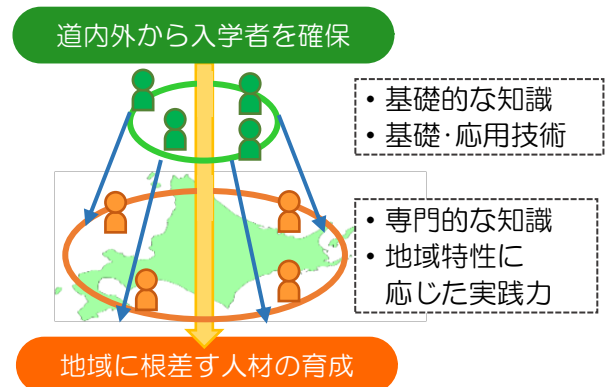 道内外から入学者を確保
・基礎的な知識
・基礎・応用技術
・専門的な知識
・地域特性に
応じた実践力
地域に根差す人材の育成